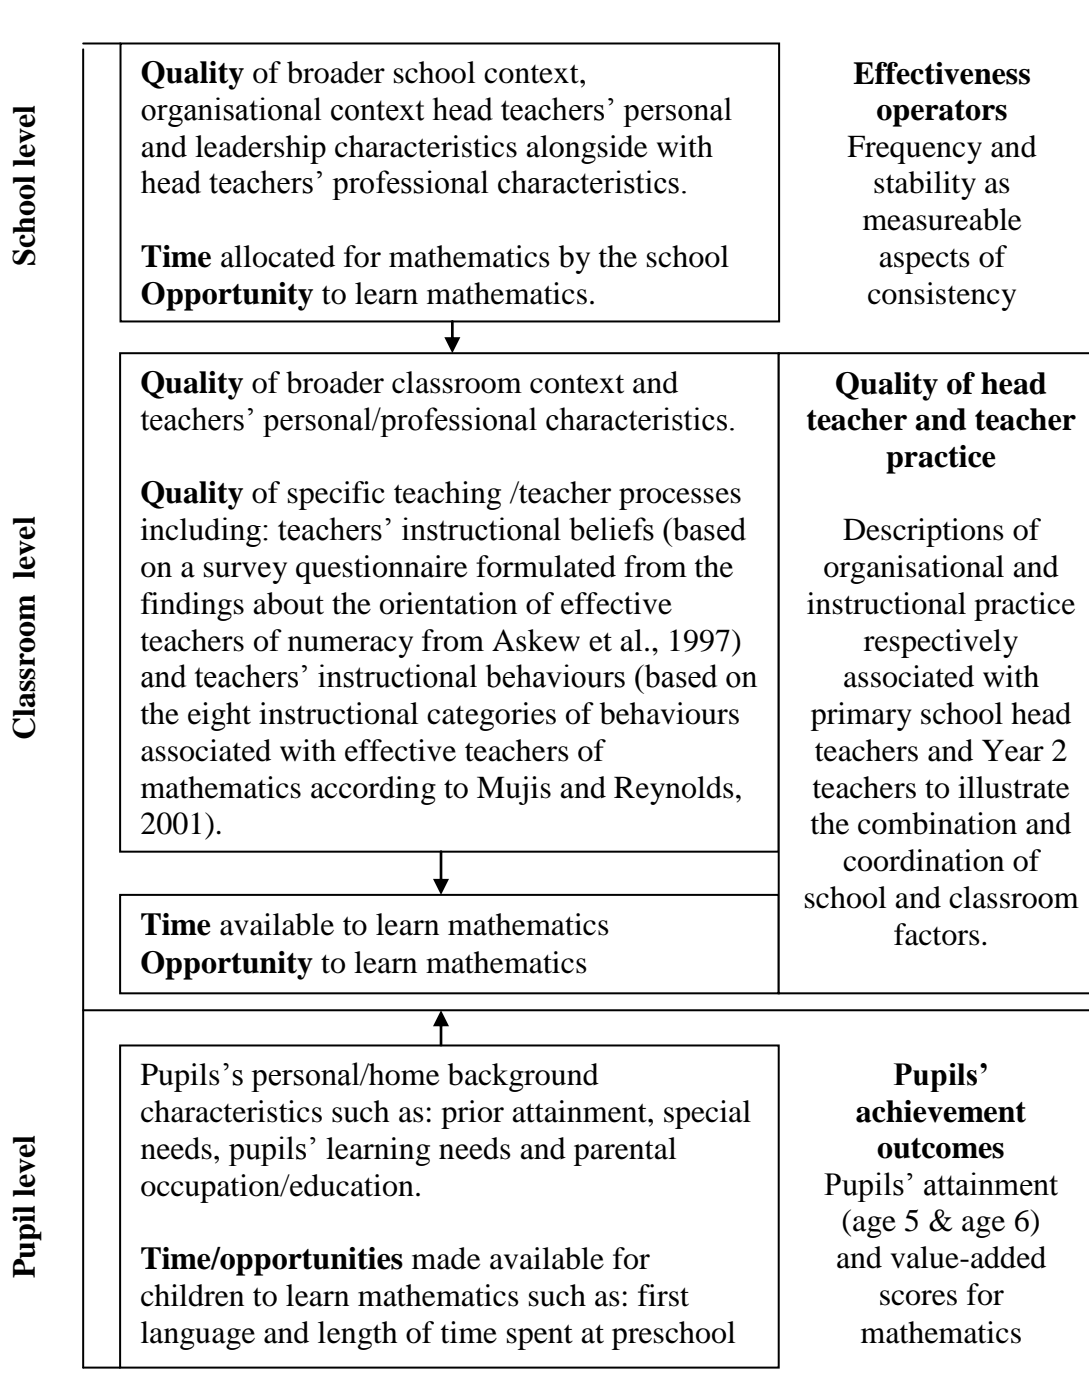 School level
Quality of broader school context,
organisational context head teachers’ personal
and leadership characteristics alongside with
head teachers’ professional characteristics.
Time allocated for mathematics by the school
Opportunity to learn mathematics.
Effectiveness
operators
Frequency and
stability as
measureable
aspects of
consistency
Classroom level
Quality of broader classroom context and
teachers’ personal/professional characteristics.
Quality of specific teaching /teacher processes
including: teachers’ instructional beliefs (based
on a survey questionnaire formulated from the
findings about the orientation of effective
teachers of numeracy from Askew et al., 1997)
and teachers’ instructional behaviours (based on
the eight instructional categories of behaviours
associated with effective teachers of
mathematics according to Mujis and Reynolds,
2001).
Time available to learn mathematics
Opportunity to learn mathematics
Quality of head
teacher and teacher
practice
Descriptions of
organisational and
instructional practice
respectively
associated with
primary school head
teachers and Year 2
teachers to illustrate
the combination and
coordination of
school and classroom
factors.
Pupil level
Pupils’s personal/home background
characteristics such as: prior attainment, special
needs, pupils’ learning needs and parental
occupation/education.
Time/opportunities made available for
children to learn mathematics such as: first
language and length of time spent at preschool
Pupils’
achievement
outcomes
Pupils’ attainment
(age 5 & age 6)
and value-added
scores for
mathematics